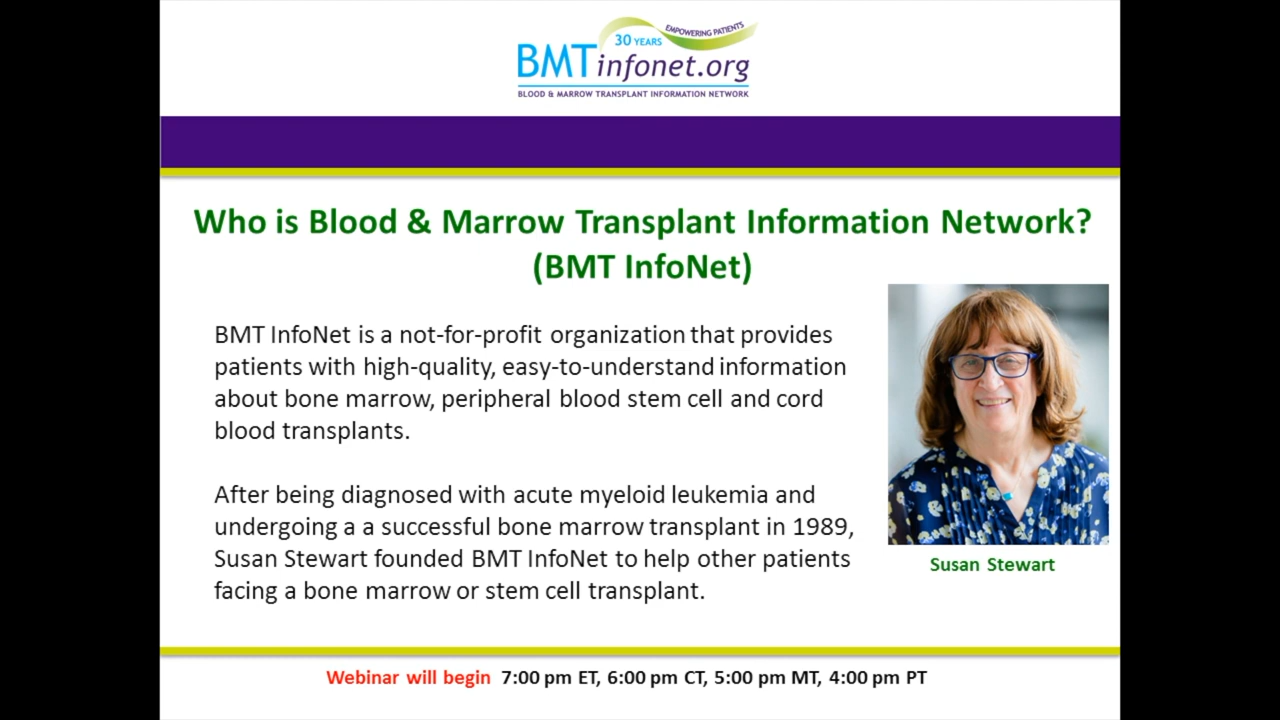 EMPOWERING PATIENTS
30 YEARS
BMTinfonet.org
BLOOD & MARROW TRANSPLANT INFORMATION NETWORK
Who is Blood & Marrow Transplant Information Network?
(BMT InfoNet)
BMT InfoNet is a not-for-profit organization that provides
patients with high-quality, easy-to-understand information
about bone marrow, peripheral blood stem cell and cord
blood transplants.
After being diagnosed with acute myeloid leukemia and
undergoing a a successful bone marrow transplant in 1989,
Susan Stewart founded BMT InfoNet to help other patients
facing a bone marrow or stem cell transplant.
Susan Stewart
Webinar will begin 7:00 pm ET, 6:00 pm CT, 5:00 pm MT, 4:00 pm PT